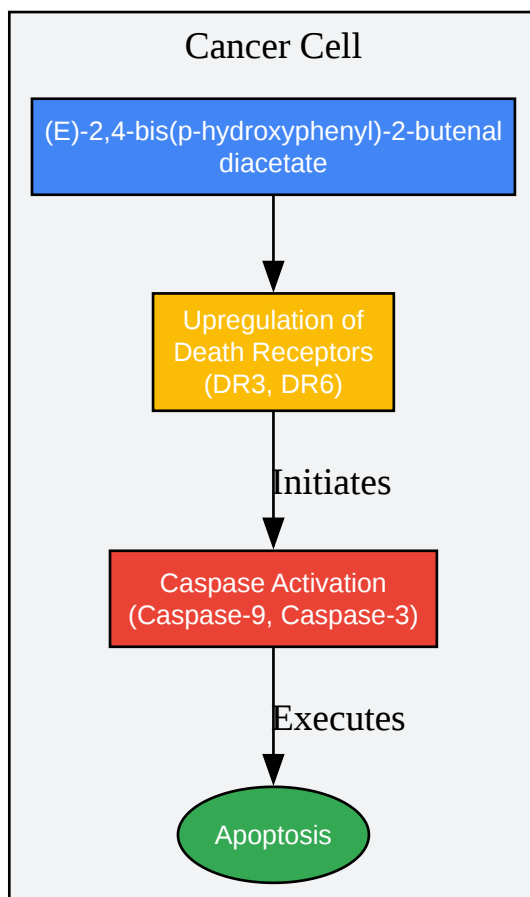 Cancer Cell
(E)-2,4-bis(p-hydroxyphenyl)-2-butenal
diacetate
Upregulation of
Death Receptors
(DR3, DR6)
Initiates
Caspase Activation
(Caspase-9, Caspase-3)
Executes
Apoptosis